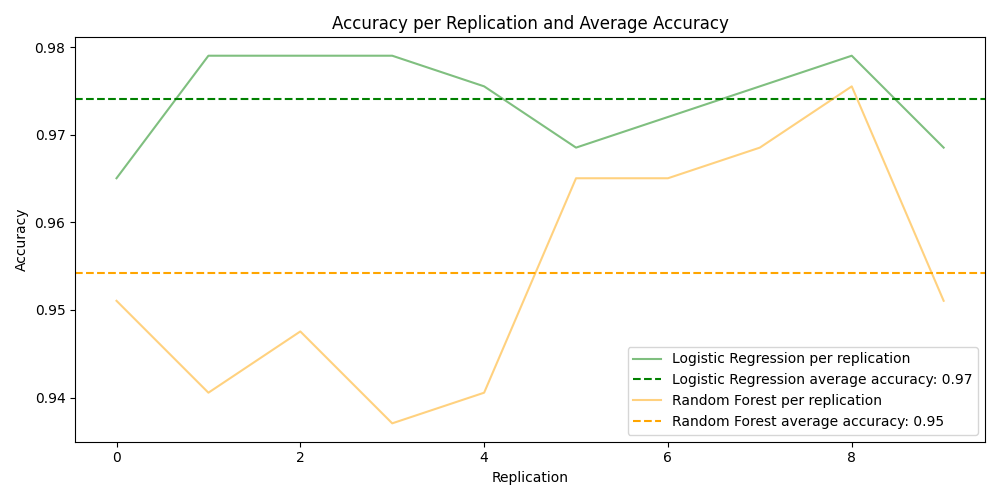 Accuracy per Replication and Average Accuracy
0.98
0.97
0.96
0.95
0.94
Accuracy
0
2
4
6
8
Replication
Logistic Regression per replication
Logistic Regression average accuracy: 0.97
Random Forest per replication
Random Forest average accuracy: 0.95